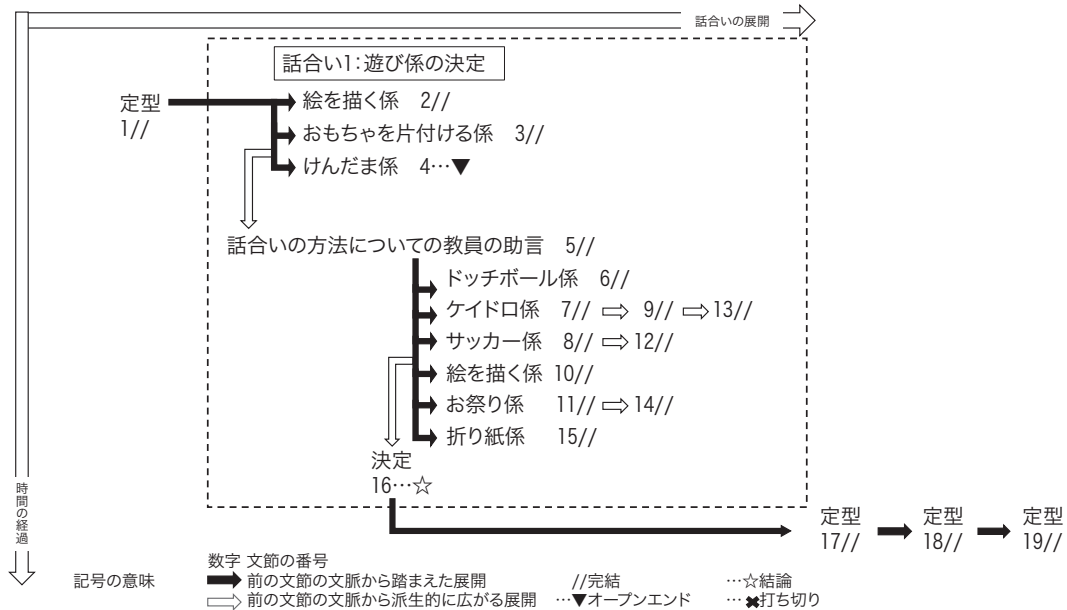 話合いの展開
話合い1：遊び係の決定
定型
1//
絵を描く係 2//
おもちゃを片付ける係 3//
けんだま係 4…▼
話合いの方法についての教員の助言 5//
ドッチボール係 6//
ケイドロ係 7// ⇨ 9// ⇨ 13//
サッカー係 8// ⇨ 12//
絵を描く係 10//
お祭り係 11// ⇨ 14//
折り紙係 15//
決定
16…☆
時間の経過
定型
17//
定型
18//
定型
19//
数字 文節の番号
記号の意味
前の文節の文脈から踏まえた展開 //完結 …☆結論
前の文節の文脈から派生的に広がる展開 …▼オープンエンド …✖打ち切り